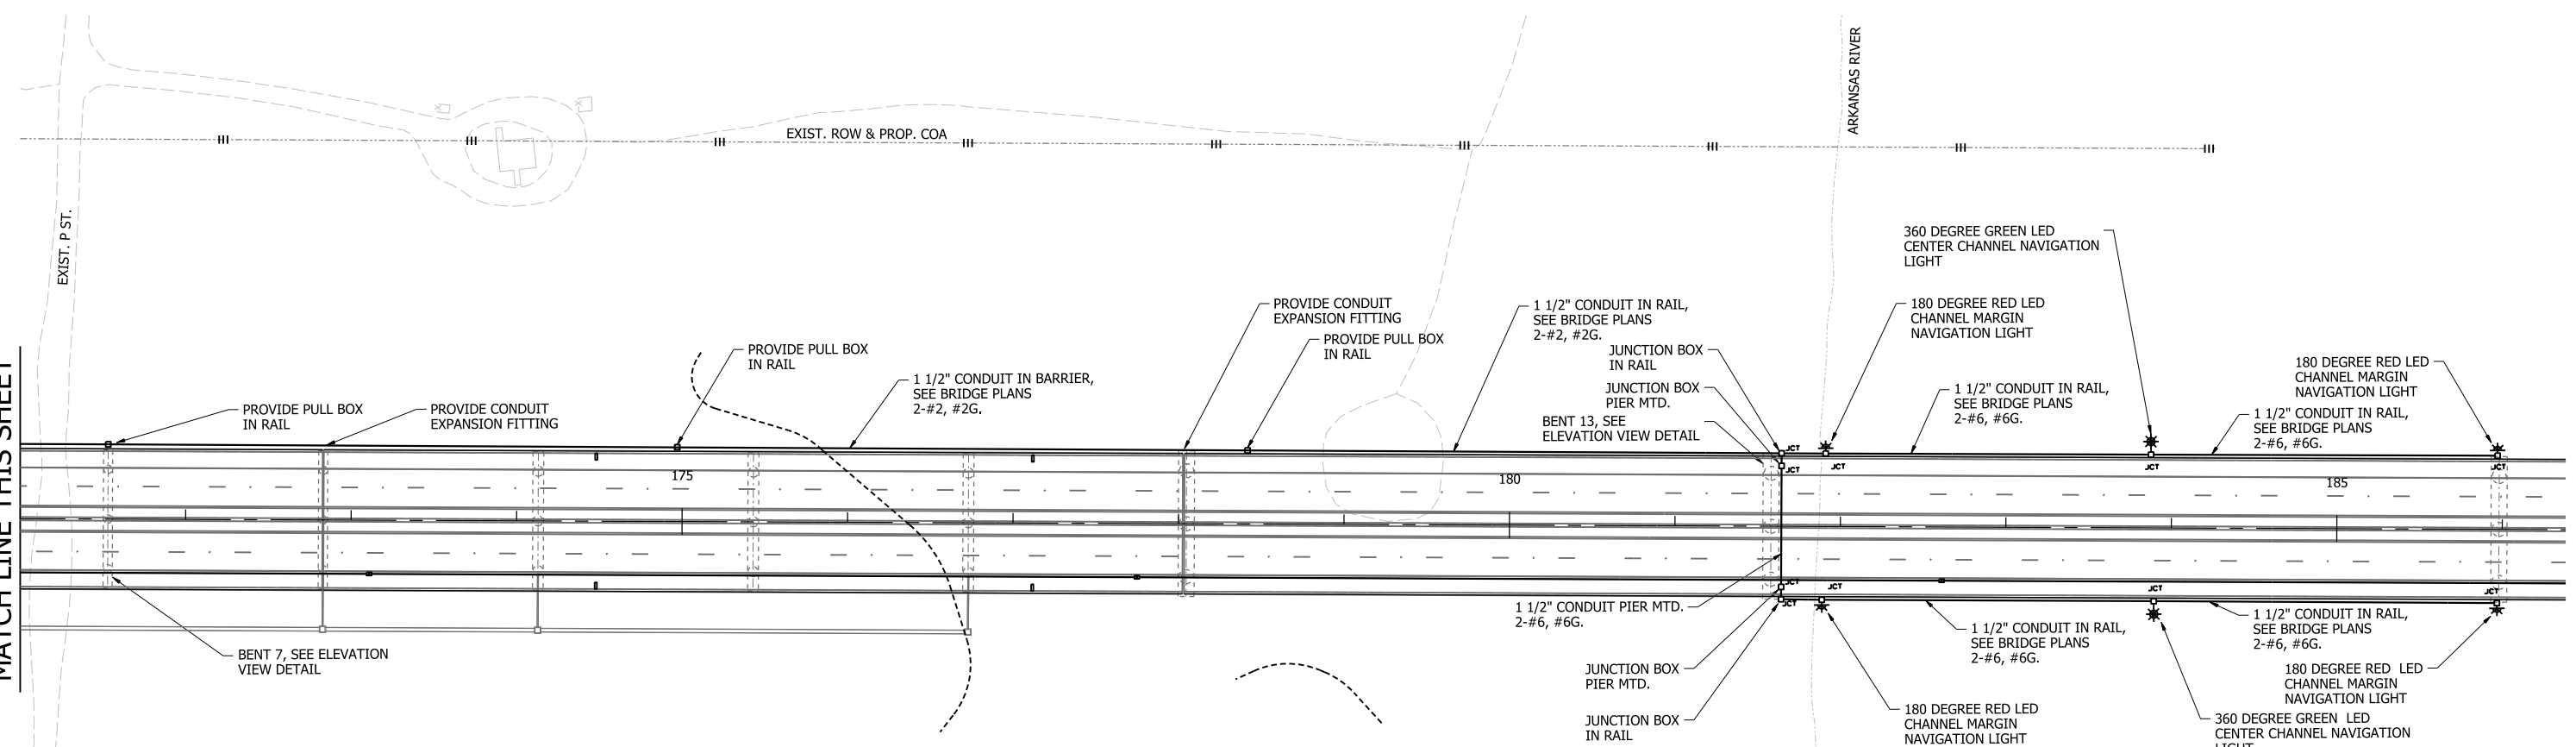 ARKANSAS RIVER
EXIST. ROW & PROP. COA
EXIST. P ST.
MATCH LINE THIS SHEET
360 DEGREE GREEN LED
CENTER CHANNEL NAVIGATION
LIGHT
PROVIDE CONDUIT
EXPANSION FITTING
1 1/2" CONDUIT IN RAIL,
SEE BRIDGE PLANS
2-#2, #2G.
180 DEGREE RED LED
CHANNEL MARGIN
NAVIGATION LIGHT
PROVIDE PULL BOX
IN RAIL
PROVIDE PULL BOX
IN RAIL
JUNCTION BOX
IN RAIL
180 DEGREE RED LED
CHANNEL MARGIN
NAVIGATION LIGHT
1 1/2" CONDUIT IN BARRIER,
SEE BRIDGE PLANS
2-#2, #2G.
JUNCTION BOX
PIER MTD.
1 1/2" CONDUIT IN RAIL,
SEE BRIDGE PLANS
2-#6, #6G.
PROVIDE PULL BOX
IN RAIL
PROVIDE CONDUIT
EXPANSION FITTING
BENT 13, SEE
ELEVATION VIEW DETAIL
1 1/2" CONDUIT IN RAIL,
SEE BRIDGE PLANS
2-#6, #6G.
JCT
JCT
JCT
JCT
JCT
175
180
185
JCT
JCT
JCT
JCT
JCT
1 1/2" CONDUIT PIER MTD.
2-#6, #6G.
1 1/2" CONDUIT IN RAIL,
SEE BRIDGE PLANS
2-#6, #6G.
1 1/2" CONDUIT IN RAIL,
SEE BRIDGE PLANS
2-#6, #6G.
BENT 7, SEE ELEVATION
VIEW DETAIL
JUNCTION BOX
PIER MTD.
180 DEGREE RED LED
CHANNEL MARGIN
NAVIGATION LIGHT
JUNCTION BOX
IN RAIL
180 DEGREE RED LED
CHANNEL MARGIN
NAVIGATION LIGHT
360 DEGREE GREEN LED
CENTER CHANNEL NAVIGATION
LIGHT